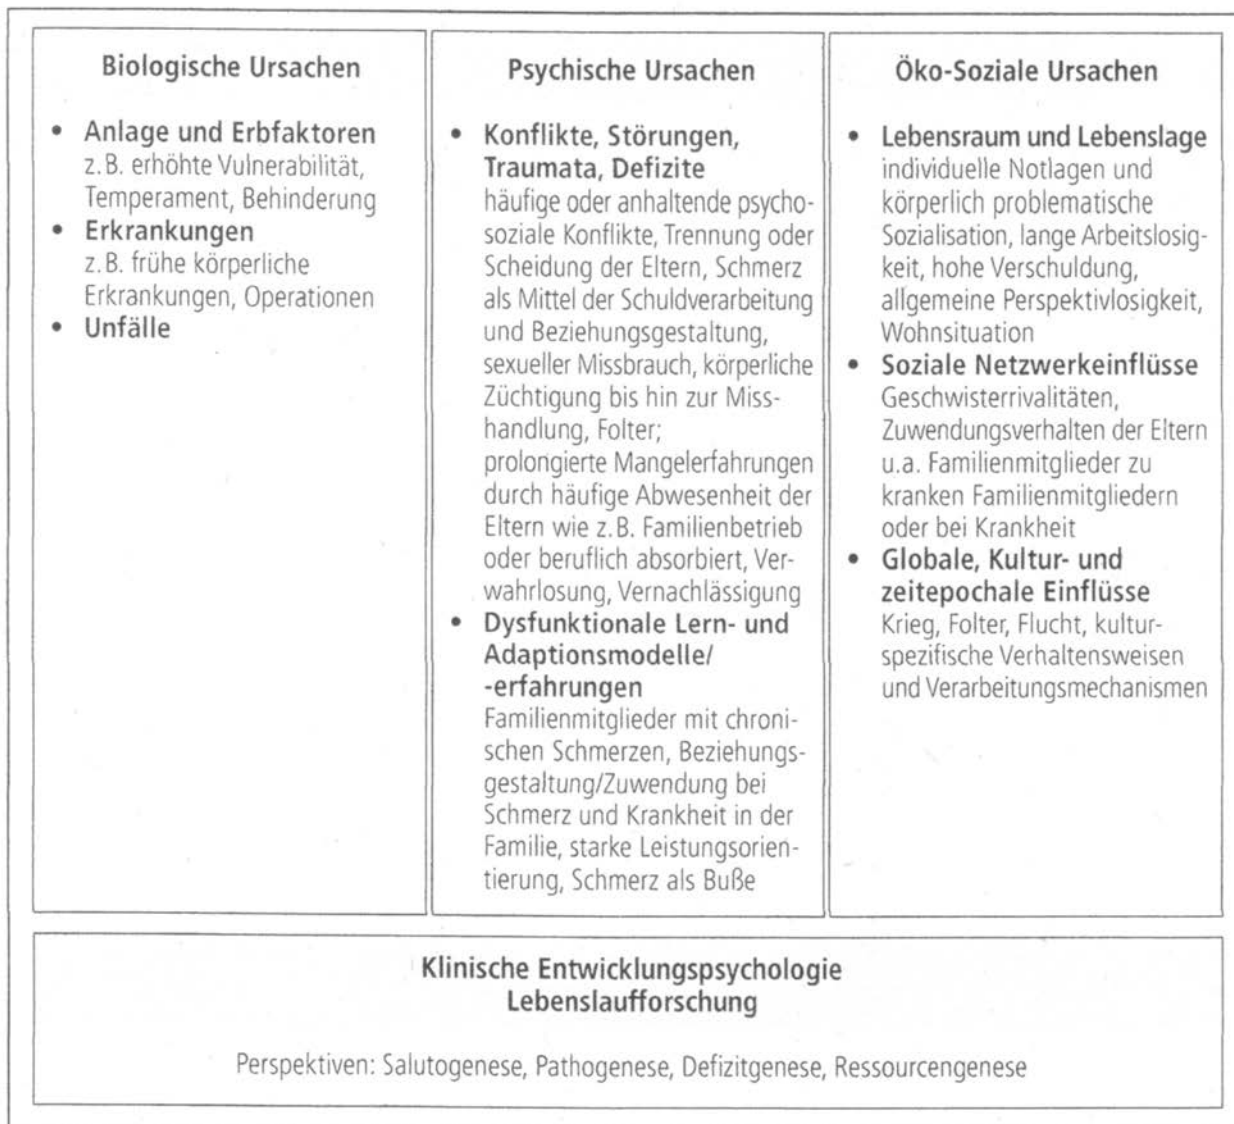 Biologische Ursachen
• Anlage und Erbfaktoren
z. B. erhöhte Vulnerabilität,
Temperament, Behinderung
• Erkrankungen
z. B. frühe körperliche
Erkrankungen, Operationen
• Unfälle
Psychische Ursachen
• Konflikte, Störungen,
Traumata, Defizite
häufige oder anhaltende psycho-
soziale Konflikte, Trennung oder
Scheidung der Eltern, Schmerz
als Mittel der Schuldverarbeitung
und Beziehungsgestaltung,
sexueller Missbrauch, körperliche
Züchtigung bis hin zur Miss-
handlung, Folter;
prolongierte Mangelerfahrungen
durch häufige Abwesenheit der
Eltern wie z. B. Familienbetrieb
oder beruflich absorbiert, Ver-
wahrlosung, Vernachlässigung
• Dysfunktionale Lern- und
Adaptionsmodelle/
-erfahrungen
Familienmitglieder mit chroni-
schen Schmerzen, Beziehungs-
gestaltung/Zuwendung bei
Schmerz und Krankheit in der
Familie, starke Leistungsorien-
tierung, Schmerz als Buße
Öko-Soziale Ursachen
• Lebensraum und Lebenslage
individuelle Notlagen und
körperlich problematische
Sozialisation, lange Arbeitslosig-
keit, hohe Verschuldung,
allgemeine Perspektivlosigkeit,
Wohnsituation
• Soziale Netzwerkeinflüsse
Geschwisterrivalitäten,
Zuwendungsverhalten der Eltern
u.a. Familienmitglieder zu
kranken Familienmitgliedern
oder bei Krankheit
• Globale, Kultur- und
zeitepochale Einflüsse
Krieg, Folter, Flucht, kultur-
spezifische Verhaltensweisen
und Verarbeitungsmechanismen
Klinische Entwicklungspsychologie
Lebenslaufforschung
Perspektiven: Salutogenese, Pathogenese, Defizitgenese, Ressourcengenese